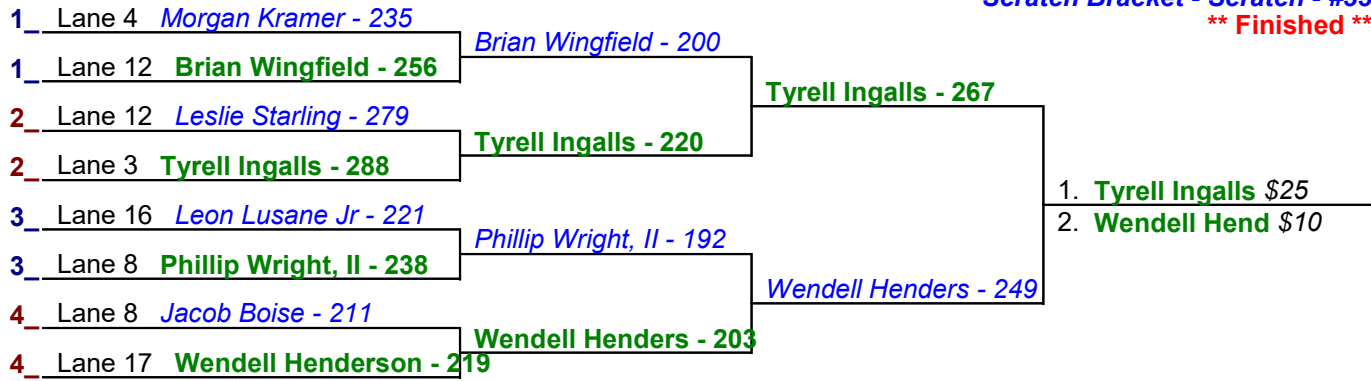 Scratch Bracket - Scratch -
** Finished **
1_ Lane 4 Morgan Kramer - 235
Brian Wingfield - 200
1_ Lane 12 Brian Wingfield - 256
Tyrell Ingalls - 267
2_ Lane 12 Leslie Starling - 279
Tyrell Ingalls - 220
2_ Lane 3 Tyrell Ingalls - 288
1. Tyrell Ingalls $25
2. Wendell Hend $10
3_ Lane 16 Leon Lusane Jr - 221
Phillip Wright, II - 192
3_ Lane 8 Phillip Wright, II - 238
Wendell Henders - 249
4_ Lane 8 Jacob Boise - 211
Wendell Henders - 203
4_ Lane 17 Wendell Henderson - 219